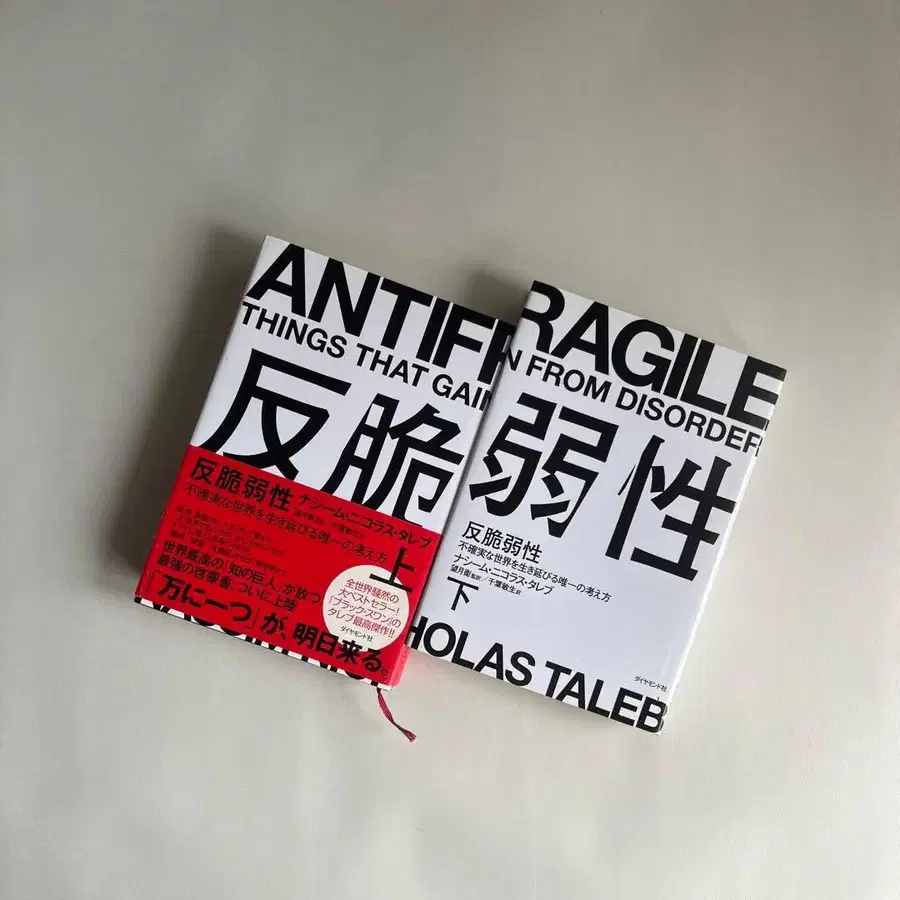 ANTIFR
THINGS THAT GAIN
反脆
反脆弱性
不確実な世界を生き延びる唯一の考え方
ナシーム・ニコラス・タレブ
上
世界最高の「知の巨人」が放つ
最強の啓蒙書、ついに上陸
「万に一つ」が、明日来る。
全世界騒然の
大ベストセラー!
『ブラック・スワン』の
タレブ最高傑作!!
ダイヤモンド社
RAGILE
N FROM DISORDER
弱性
反脆弱性
不確実な世界を生き延びる唯一の考え方
ナシーム・ニコラス・タレブ
望月衛 監訳/千葉敏生 訳
下
ダイヤモンド社
HOLAS TALEB